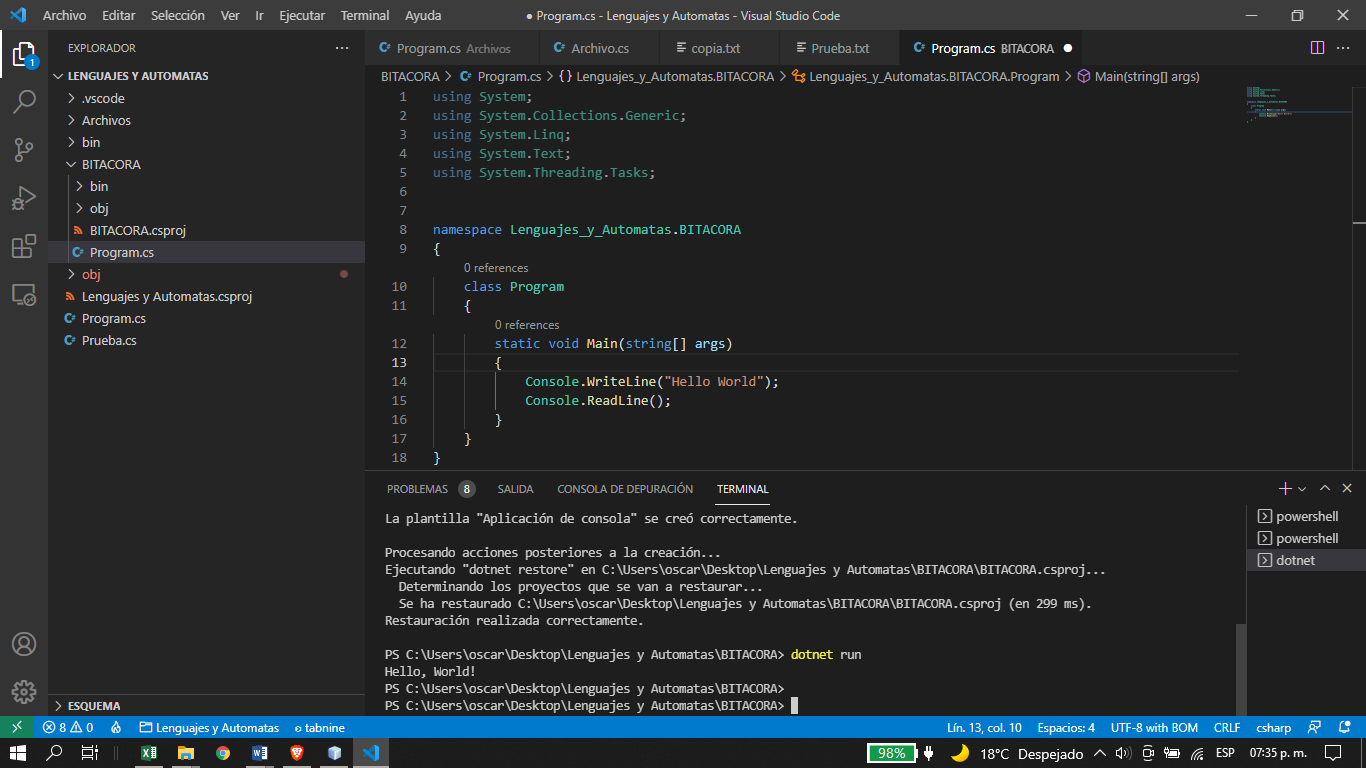 Archivo Editar Selección Ver Ir Ejecutar Terminal Ayuda ● Program.cs - Lenguajes y Automatas - Visual Studio Code
EXPLORADOR
LENGUAJES Y AUTOMATAS
.vscode
Archivos
bin
BITACORA
bin
obj
BITACORA.csproj
Program.cs
obj
Lenguajes y Automatas.csproj
Program.cs
Prueba.cs
ESQUEMA
1
Program.cs Archivos Archivo.cs copia.txt Prueba.txt Program.cs BITACORA
BITACORA > Program.cs > {} Lenguajes_y_Automatas.BITACORA > Lenguajes_y_Automatas.BITACORA.Program > Main(string[] args)
1 using System;
2 using System.Collections.Generic;
3 using System.Linq;
4 using System.Text;
5 using System.Threading.Tasks;
6
7
8 namespace Lenguajes_y_Automatas.BITACORA
9 {
0 references
10 class Program
11 {
0 references
12 static void Main(string[] args)
13 {
14 Console.WriteLine("Hello World");
15 Console.ReadLine();
16 }
17 }
18 }
PROBLEMAS 8 SALIDA CONSOLA DE DEPURACIÓN TERMINAL
La plantilla "Aplicación de consola" se creó correctamente.
Procesando acciones posteriores a la creación...
Ejecutando "dotnet restore" en C:\Users\oscar\Desktop\Lenguajes y Automatas\BITACORA\BITACORA.csproj...
Determinando los proyectos que se van a restaurar...
Se ha restaurado C:\Users\oscar\Desktop\Lenguajes y Automatas\BITACORA\BITACORA.csproj (en 299 ms).
Restauración realizada correctamente.
PS C:\Users\oscar\Desktop\Lenguajes y Automatas\BITACORA> dotnet run
Hello, World!
PS C:\Users\oscar\Desktop\Lenguajes y Automatas\BITACORA>
PS C:\Users\oscar\Desktop\Lenguajes y Automatas\BITACORA>
powershell
powershell
dotnet
8 0 Lenguajes y Automatas tabnine Lín. 13, col. 10 Espacios: 4 UTF-8 with BOM CRLF csharp
98% 18°C Despejado ESP 07:35 p. m.